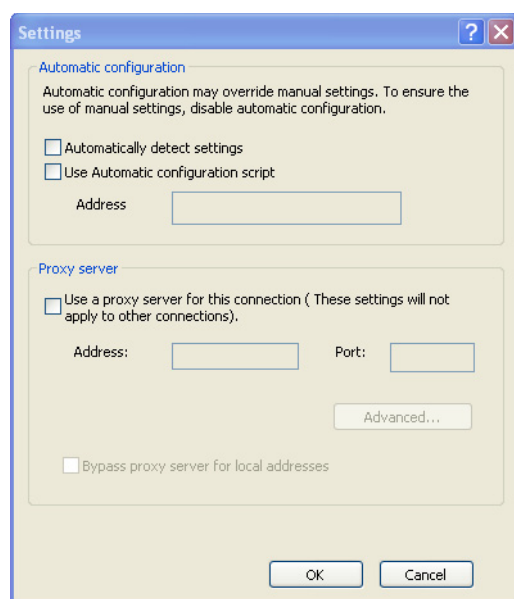 Settings
Automatic configuration
Automatic configuration may override manual settings. To ensure the
use of manual settings, disable automatic configuration.
Automatically detect settings
Use Automatic configuration script
Address
Proxy server
Use a proxy server for this connection ( These settings will not
apply to other connections).
Address:
Port:
Advanced...
Bypass proxy server for local addresses
OK
Cancel